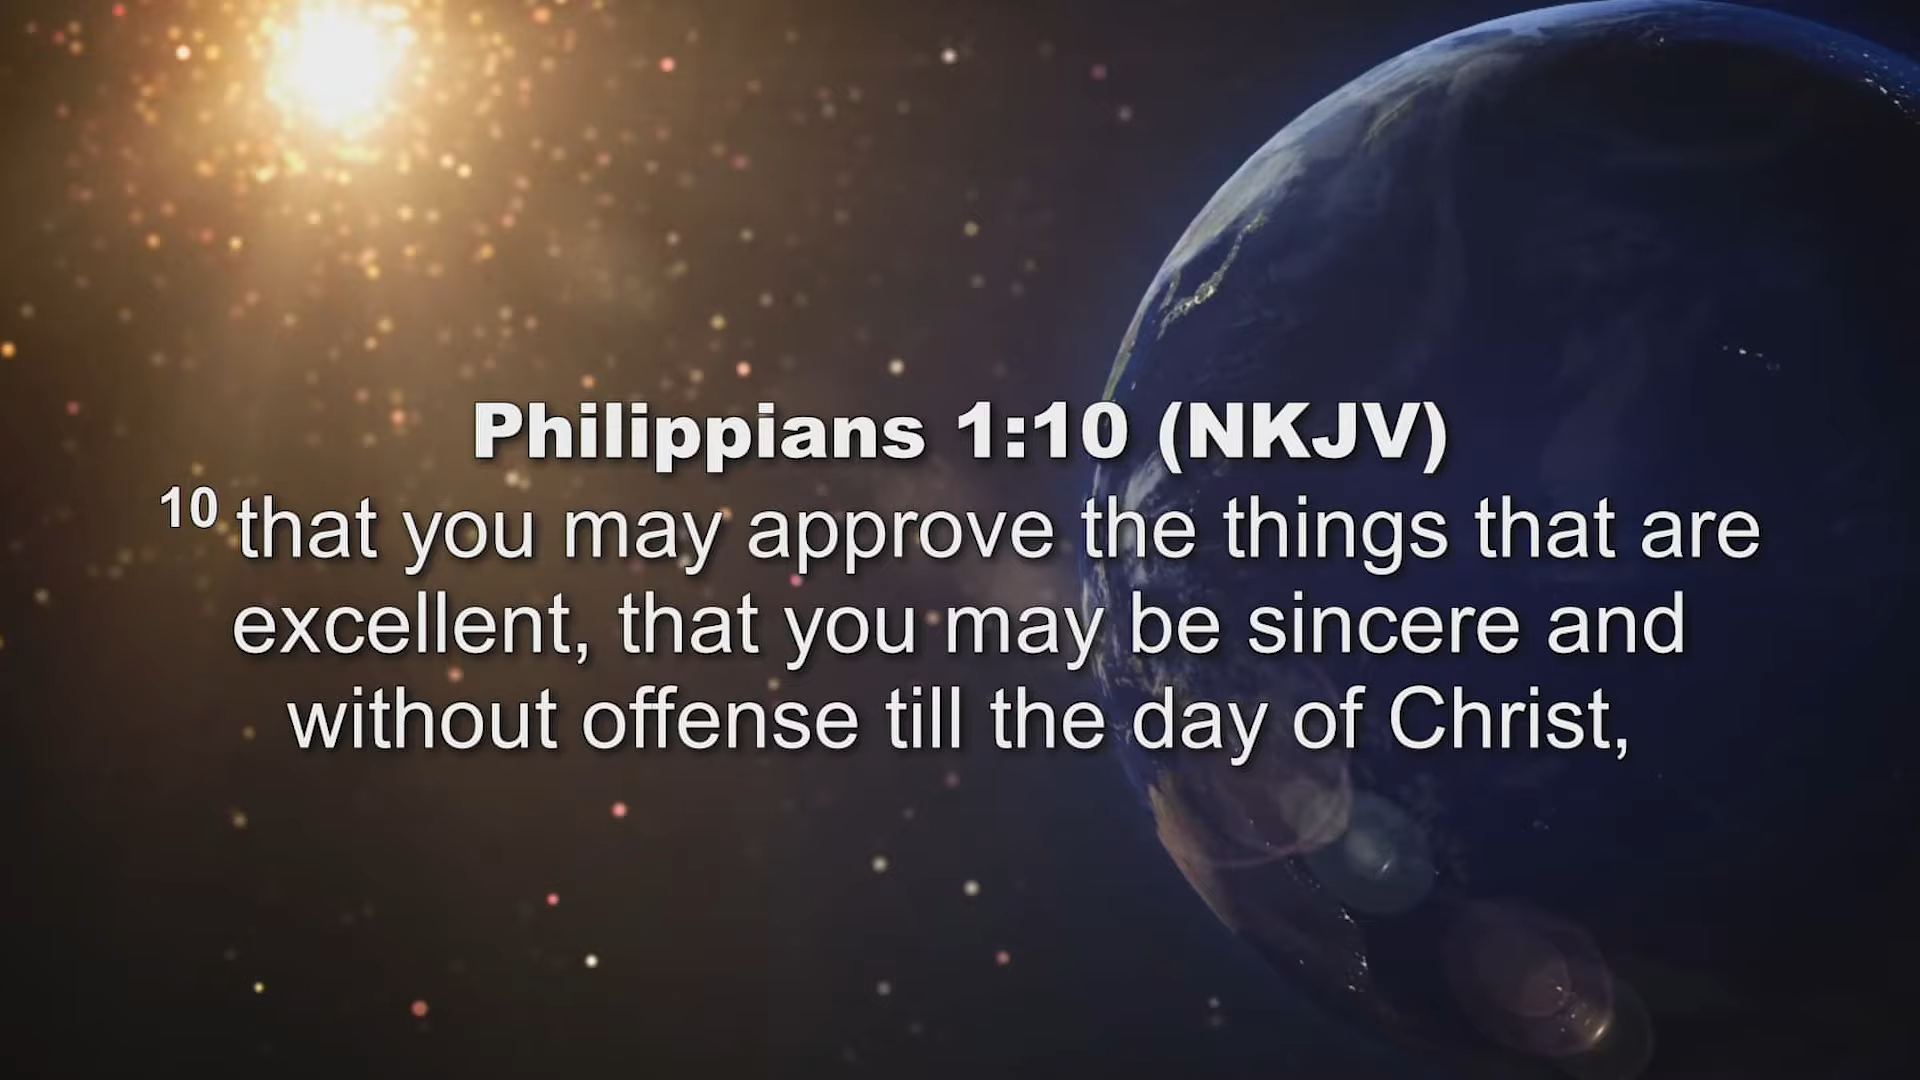 Philippians 1:10 (NKJV)
10 that you may approve the things that are
excellent, that you may be sincere and
without offense till the day of Christ,